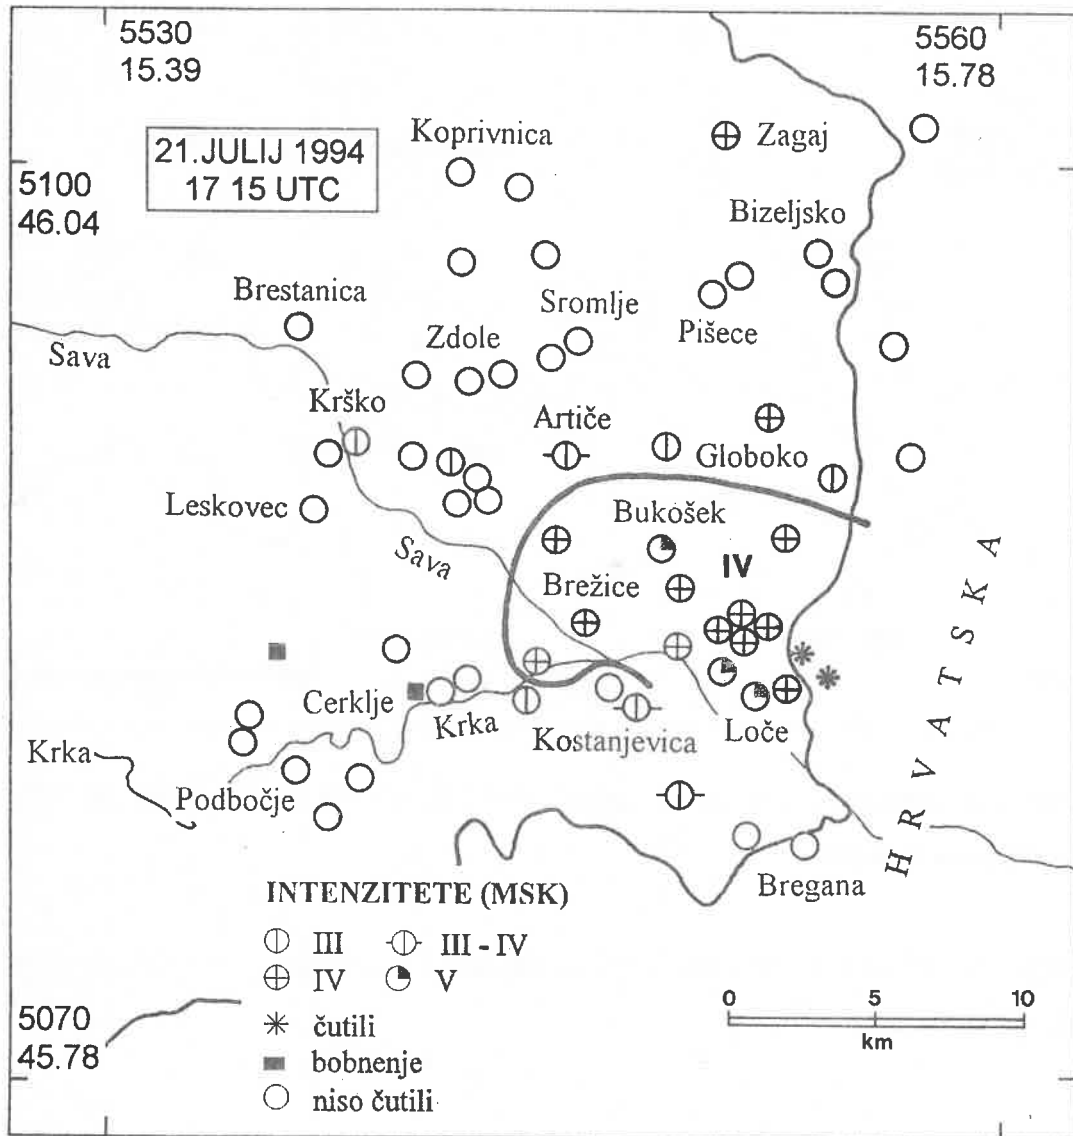 5530
15.39
5560
15.78
21.JULIJ 1994
17 15 UTC
Koprivnica
Zagaj
5100
46.04
Bizeljsko
Brestanica
Sromlje
Sava
Zdole
Pišece
Krško
Artiče
Globoko
Leskovec
Bukošek
Sava
IV
Brežice
HRVATSKA
Cerklje
Krka
Kostanjevica
Loče
Krka
Podbočje
Bregana
INTENZITETE (MSK)
III
III - IV
IV
V
čutili
bobnenje
niso čutili
5070
45.78
0 5 10
km